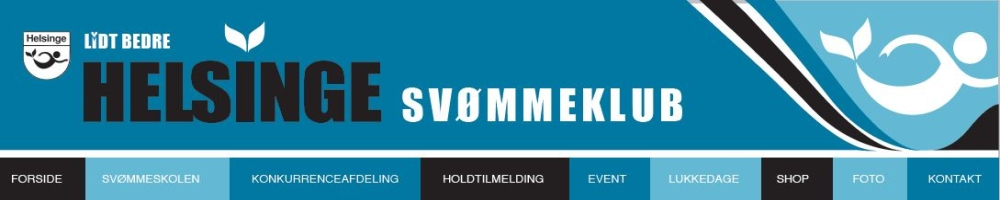 Helsinge
LIDT BEDRE
HELSINGE SVØMMEKLUB
FORSIDE SVØMMESKOLEN KONKURRENCEAFDELING HOLDTILMELDING EVENT LUKKEDAGE SHOP FOTO KONTAKT